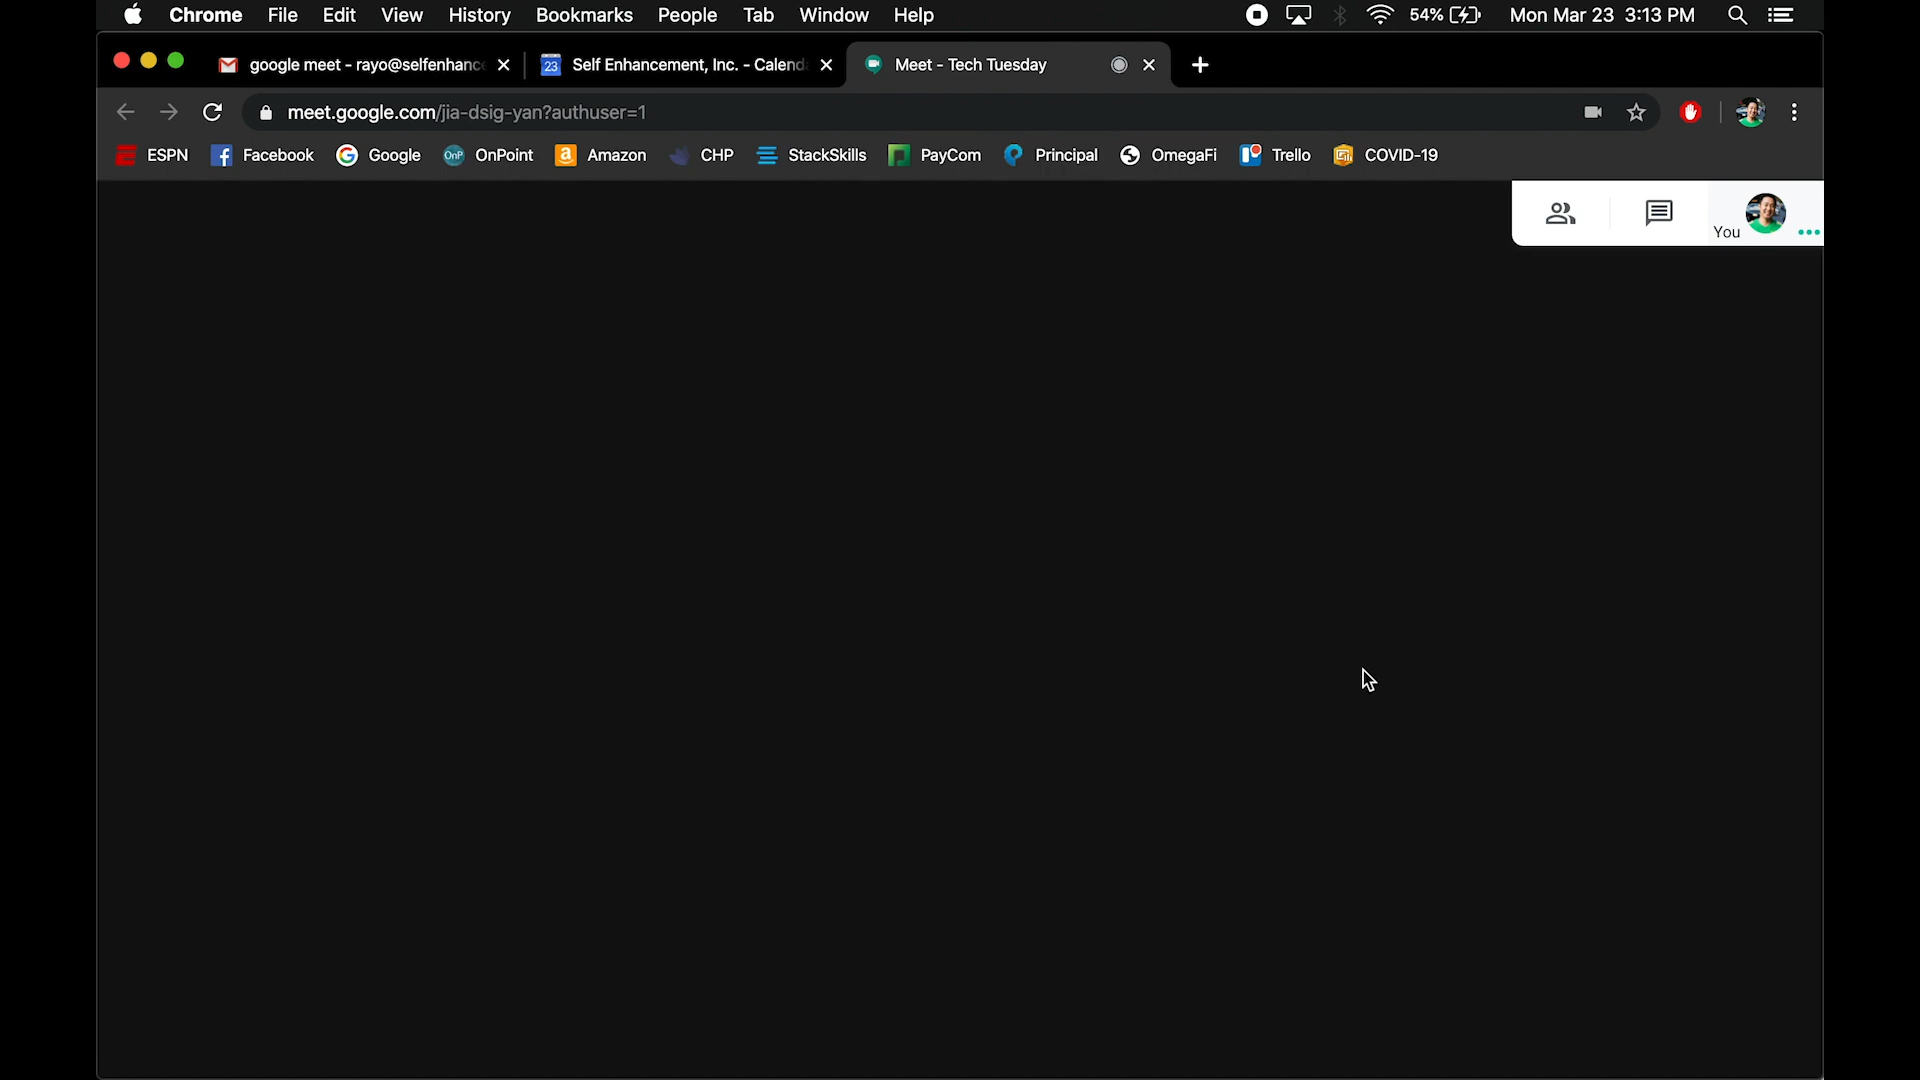 Chrome File Edit View History Bookmarks People Tab Window Help 54% Mon Mar 23 3:13 PM
google meet - rayo@selfenhanc 23 Self Enhancement, Inc. - Calend Meet - Tech Tuesday
meet.google.com/jia-dsig-yan?authuser=1
ESPN Facebook Google OnP OnPoint Amazon CHP StackSkills PayCom Principal OmegaFi Trello COVID-19
You